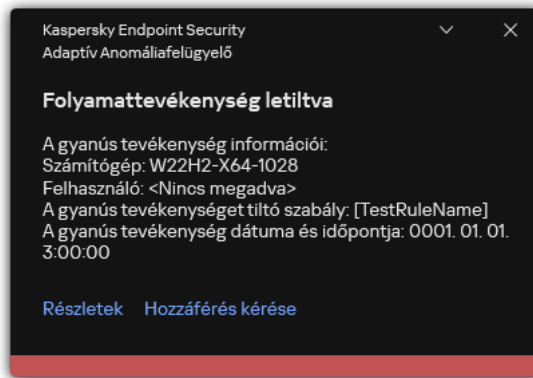 Kaspersky Endpoint Security
Adaptív Anomáliafelügyelő
Folyamattevékenység letiltva
A gyanús tevékenység információi:
Számítógép: W22H2-X64-1028
Felhasználó: <Nincs megadva>
A gyanús tevékenységet tiltó szabály: [TestRuleName]
A gyanús tevékenység dátuma és időpontja: 0001. 01. 01.
3:00:00
Részletek Hozzáférés kérése